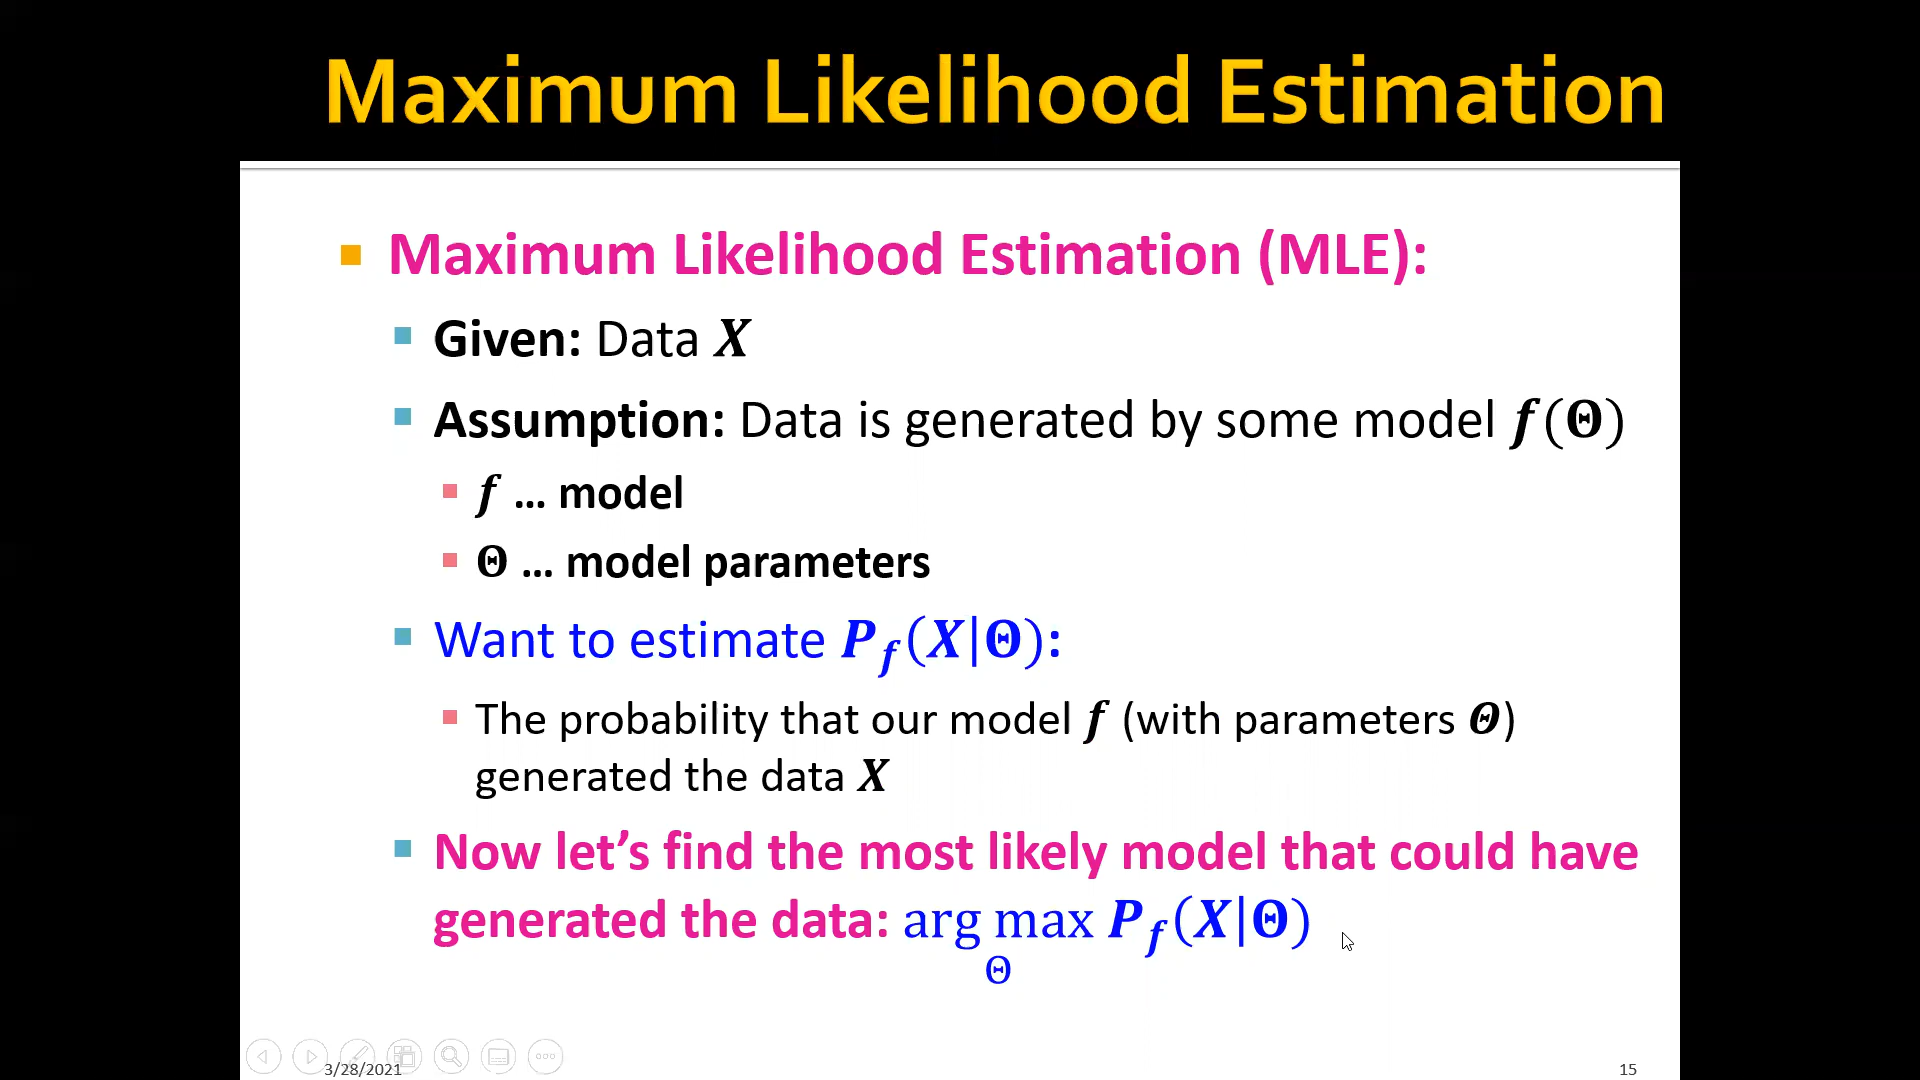 Maximum Likelihood Estimation
Maximum Likelihood Estimation (MLE):
Given: Data X
Assumption: Data is generated by some model f(Θ)
f … model
Θ … model parameters
Want to estimate P_f(X|Θ):
The probability that our model f (with parameters Θ)
generated the data X
Now let’s find the most likely model that could have
generated the data: arg max P_f(X|Θ)
Θ
3/28/2021
15